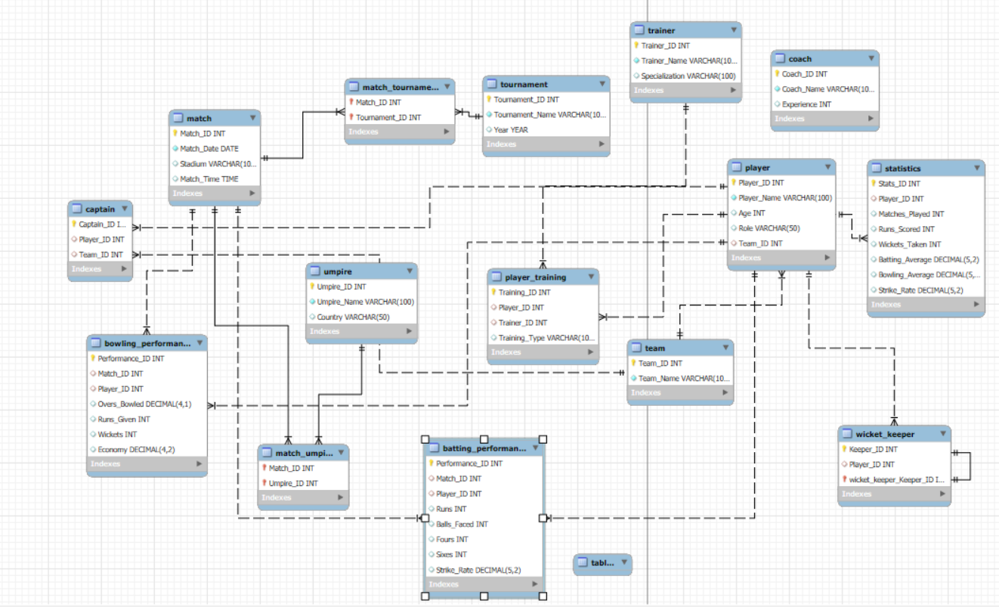 trainer
Trainer_ID INT
Trainer_Name VARCHAR(10...
Specialization VARCHAR(100)
Indexes
coach
Coach_ID INT
Coach_Name VARCHAR(10...
Experience INT
Indexes
match_tourname...
Match_ID INT
Tournament_ID INT
Indexes
tournament
Tournament_ID INT
Tournament_Name VARCHAR(10...
Year YEAR
Indexes
match
Match_ID INT
Match_Date DATE
Stadium VARCHAR(10...
Match_Time TIME
Indexes
player
Player_ID INT
Player_Name VARCHAR(100)
Age INT
Role VARCHAR(50)
Team_ID INT
Indexes
statistics
Stats_ID INT
Player_ID INT
Matches_Played INT
Runs_Scored INT
Wickets_Taken INT
Batting_Average DECIMAL(5,2)
Bowling_Average DECIMAL(5,...
Strike_Rate DECIMAL(5,2)
Indexes
captain
Captain_ID I...
Player_ID INT
Team_ID INT
Indexes
umpire
Umpire_ID INT
Umpire_Name VARCHAR(100)
Country VARCHAR(50)
Indexes
player_training
Training_ID INT
Player_ID INT
Trainer_ID INT
Training_Type VARCHAR(10...
Indexes
bowling_performan...
Performance_ID INT
Match_ID INT
Player_ID INT
Overs_Bowled DECIMAL(4,1)
Runs_Given INT
Wickets INT
Economy DECIMAL(4,2)
Indexes
team
Team_ID INT
Team_Name VARCHAR(10...
Indexes
match_umpi...
Match_ID INT
Umpire_ID INT
Indexes
batting_performan...
Performance_ID INT
Match_ID INT
Player_ID INT
Runs INT
Balls_Faced INT
Fours INT
Sixes INT
Strike_Rate DECIMAL(5,2)
Indexes
wicket_keeper
Keeper_ID INT
Player_ID INT
wicket_keeper_Keeper_ID I...
Indexes
tabl...